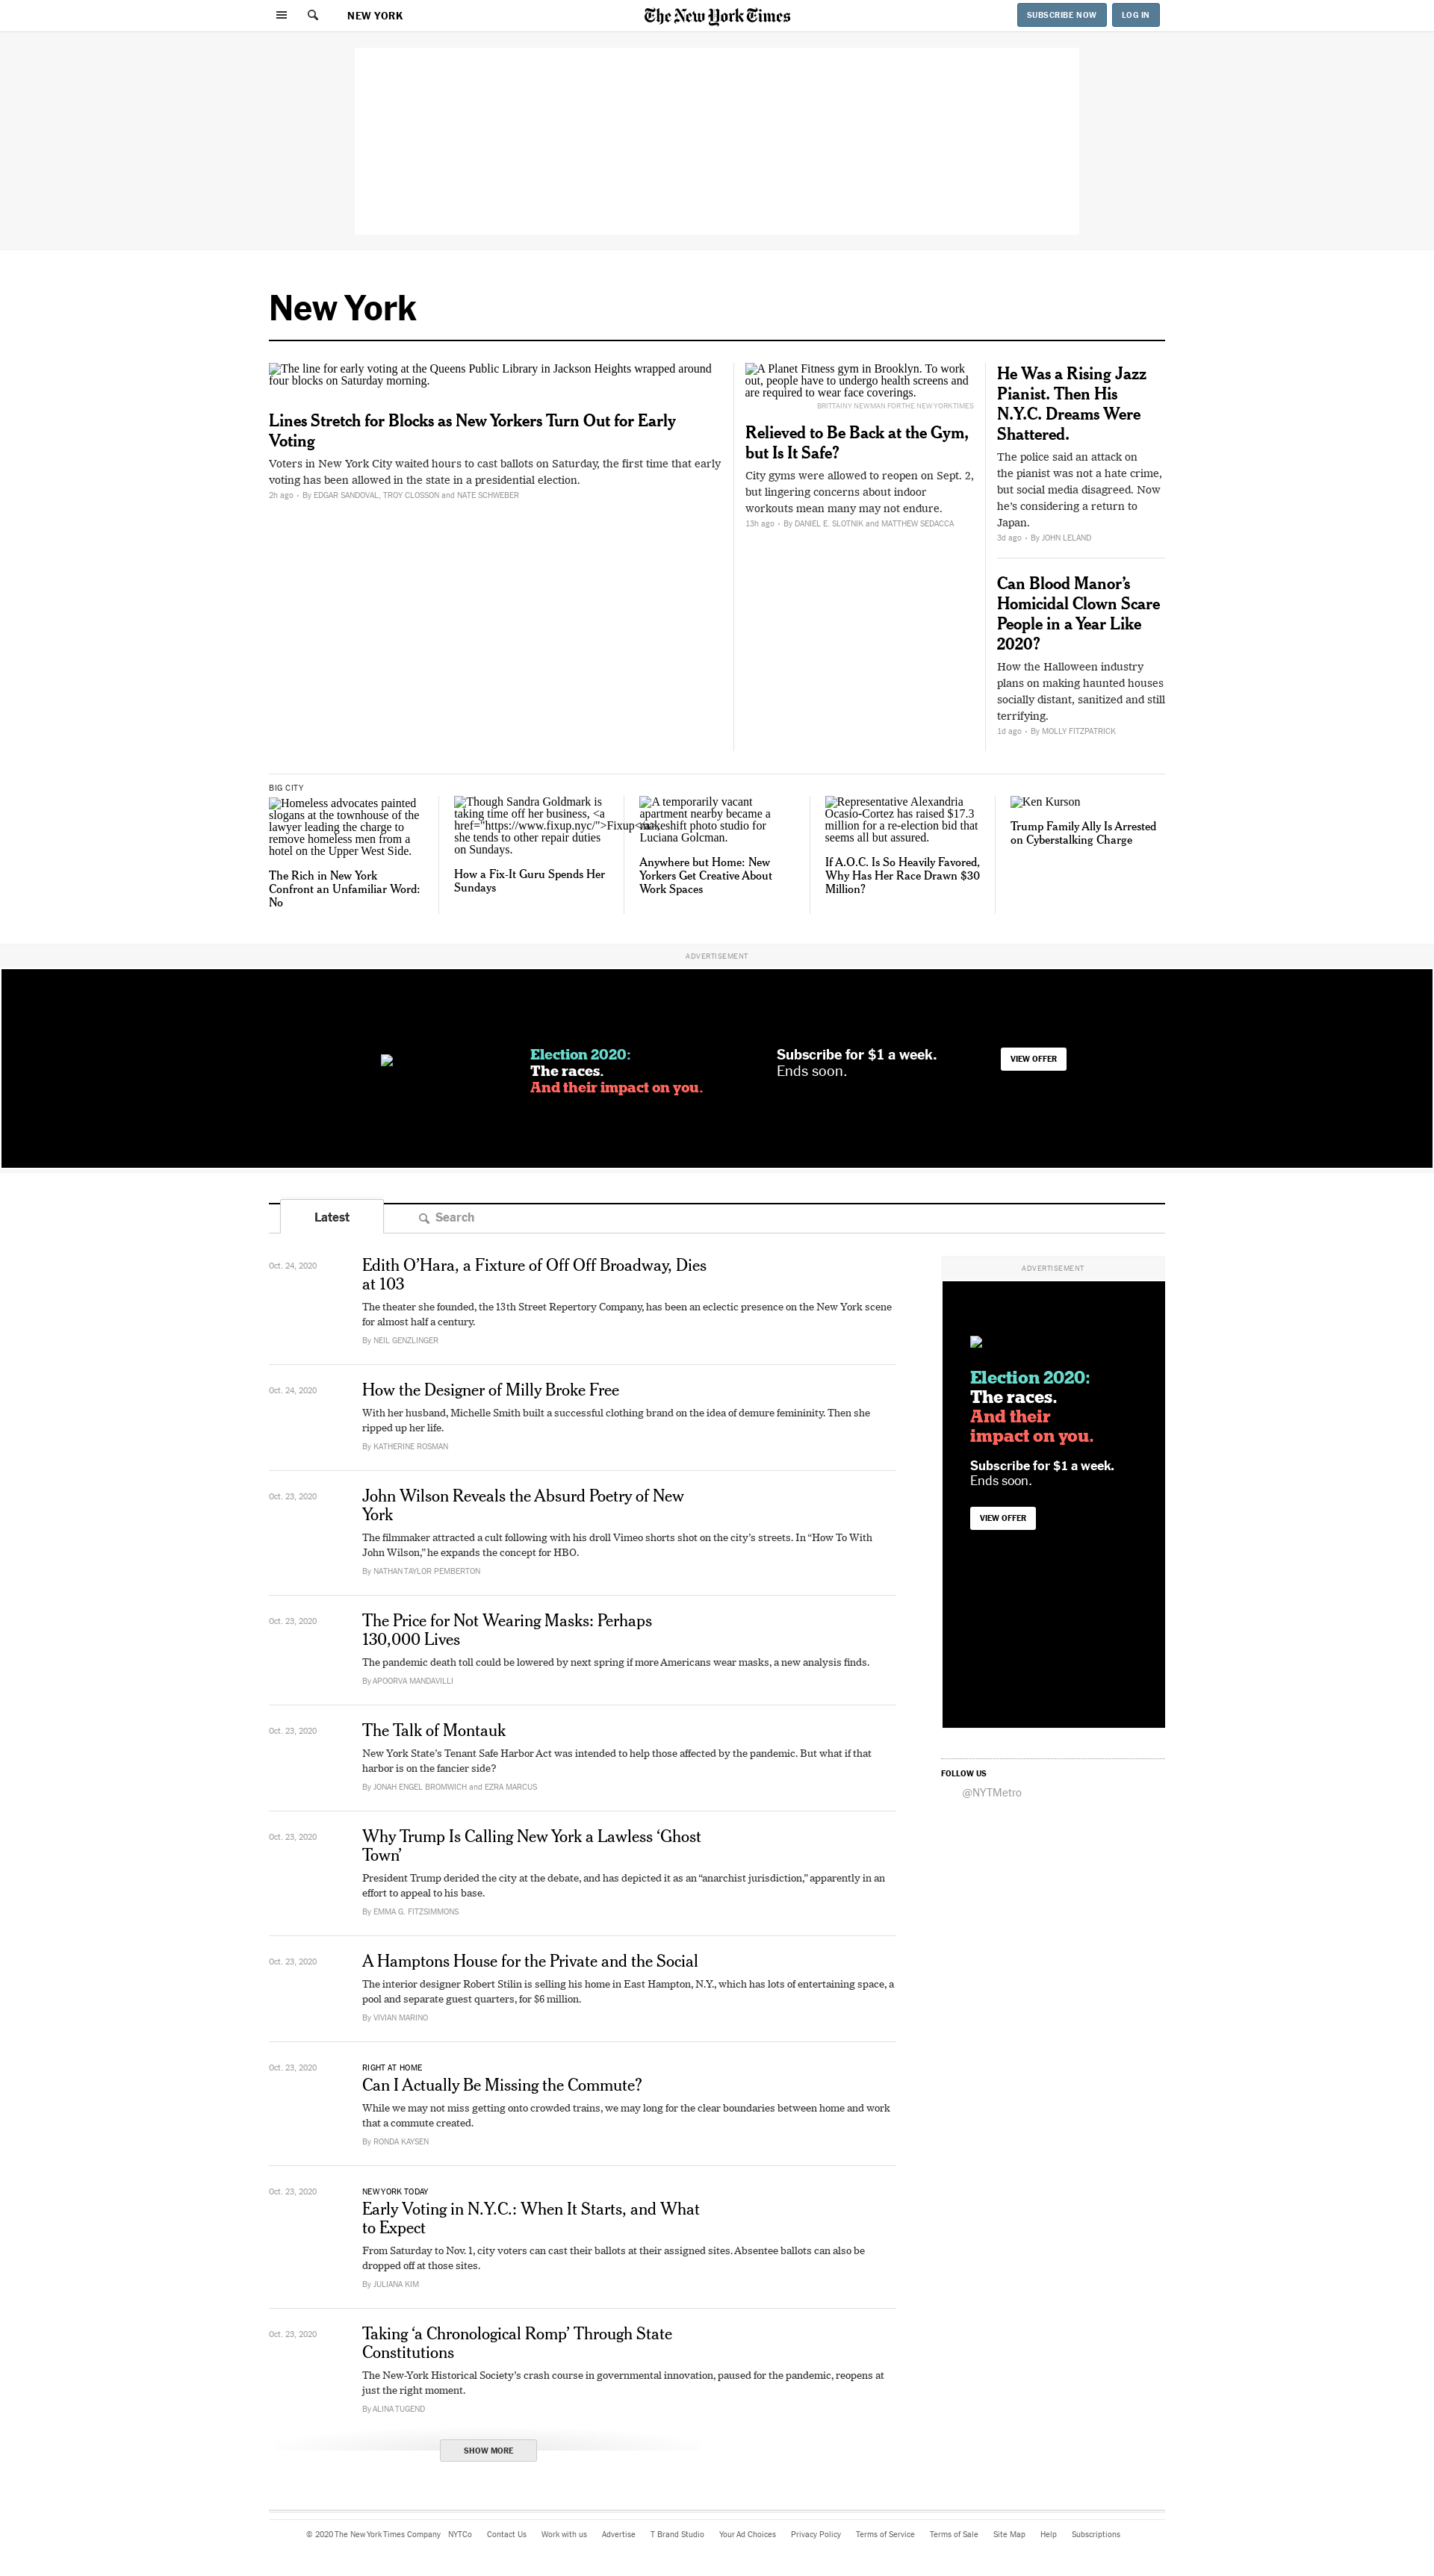 NEW YORK
The New York Times
SUBSCRIBE NOW
LOG IN
New York
The line for early voting at the Queens Public Library in Jackson Heights wrapped around
four blocks on Saturday morning.
Lines Stretch for Blocks as New Yorkers Turn Out for Early
Voting
Voters in New York City waited hours to cast ballots on Saturday, the first time that early
voting has been allowed in the state in a presidential election.
2h ago • By EDGAR SANDOVAL, TROY CLOSSON and NATE SCHWEBER
A Planet Fitness gym in Brooklyn. To work
out, people have to undergo health screens and
are required to wear face coverings.
BRITTAINY NEWMAN FOR THE NEW YORK TIMES
Relieved to Be Back at the Gym,
but Is It Safe?
City gyms were allowed to reopen on Sept. 2,
but lingering concerns about indoor
workouts mean many may not endure.
13h ago • By DANIEL E. SLOTNIK and MATTHEW SEDACCA
He Was a Rising Jazz
Pianist. Then His
N.Y.C. Dreams Were
Shattered.
The police said an attack on
the pianist was not a hate crime,
but social media disagreed. Now
he's considering a return to
Japan.
3d ago • By JOHN LELAND
Can Blood Manor's
Homicidal Clown Scare
People in a Year Like
2020?
How the Halloween industry
plans on making haunted houses
socially distant, sanitized and still
terrifying.
1d ago • By MOLLY FITZPATRICK
BIG CITY
Homeless advocates painted
slogans at the townhouse of the
lawyer leading the charge to
remove homeless men from a
hotel on the Upper West Side.
The Rich in New York
Confront an Unfamiliar Word:
No
Though Sandra Goldmark is
taking time off her business, <a
href="https://www.fixup.nyc/">Fixup</a>,
she tends to other repair duties
on Sundays.
How a Fix-It Guru Spends Her
Sundays
A temporarily vacant
apartment nearby became a
makeshift photo studio for
Luciana Golcman.
Anywhere but Home: New
Yorkers Get Creative About
Work Spaces
Representative Alexandria
Ocasio-Cortez has raised $17.3
million for a re-election bid that
seems all but assured.
If A.O.C. Is So Heavily Favored,
Why Has Her Race Drawn $30
Million?
Ken Kurson
Trump Family Ally Is Arrested
on Cyberstalking Charge
ADVERTISEMENT
Election 2020:
The races.
And their impact on you.
Subscribe for $1 a week.
Ends soon.
VIEW OFFER
Latest
Search
Oct. 24, 2020
Edith O'Hara, a Fixture of Off Off Broadway, Dies
at 103
The theater she founded, the 13th Street Repertory Company, has been an eclectic presence on the New York scene
for almost half a century.
By NEIL GENZLINGER
Oct. 24, 2020
How the Designer of Milly Broke Free
With her husband, Michelle Smith built a successful clothing brand on the idea of demure femininity. Then she
ripped up her life.
By KATHERINE ROSMAN
Oct. 23, 2020
John Wilson Reveals the Absurd Poetry of New
York
The filmmaker attracted a cult following with his droll Vimeo shorts shot on the city's streets. In “How To With
John Wilson,” he expands the concept for HBO.
By NATHAN TAYLOR PEMBERTON
Oct. 23, 2020
The Price for Not Wearing Masks: Perhaps
130,000 Lives
The pandemic death toll could be lowered by next spring if more Americans wear masks, a new analysis finds.
By APOORVA MANDAVILLI
Oct. 23, 2020
The Talk of Montauk
New York State's Tenant Safe Harbor Act was intended to help those affected by the pandemic. But what if that
harbor is on the fancier side?
By JONAH ENGEL BROMWICH and EZRA MARCUS
Oct. 23, 2020
Why Trump Is Calling New York a Lawless ‘Ghost
Town’
President Trump derided the city at the debate, and has depicted it as an “anarchist jurisdiction,” apparently in an
effort to appeal to his base.
By EMMA G. FITZSIMMONS
Oct. 23, 2020
A Hamptons House for the Private and the Social
The interior designer Robert Stilin is selling his home in East Hampton, N.Y., which has lots of entertaining space, a
pool and separate guest quarters, for $6 million.
By VIVIAN MARINO
Oct. 23, 2020
RIGHT AT HOME
Can I Actually Be Missing the Commute?
While we may not miss getting onto crowded trains, we may long for the clear boundaries between home and work
that a commute created.
By RONDA KAYSEN
Oct. 23, 2020
NEW YORK TODAY
Early Voting in N.Y.C.: When It Starts, and What
to Expect
From Saturday to Nov. 1, city voters can cast their ballots at their assigned sites. Absentee ballots can also be
dropped off at those sites.
By JULIANA KIM
Oct. 23, 2020
Taking ‘a Chronological Romp’ Through State
Constitutions
The New-York Historical Society's crash course in governmental innovation, paused for the pandemic, reopens at
just the right moment.
By ALINA TUGEND
SHOW MORE
ADVERTISEMENT
Election 2020:
The races.
And their
impact on you.
Subscribe for $1 a week.
Ends soon.
VIEW OFFER
FOLLOW US
@NYTMetro
© 2020 The New York Times Company NYTCo Contact Us Work with us Advertise T Brand Studio Your Ad Choices Privacy Policy Terms of Service Terms of Sale Site Map Help Subscriptions